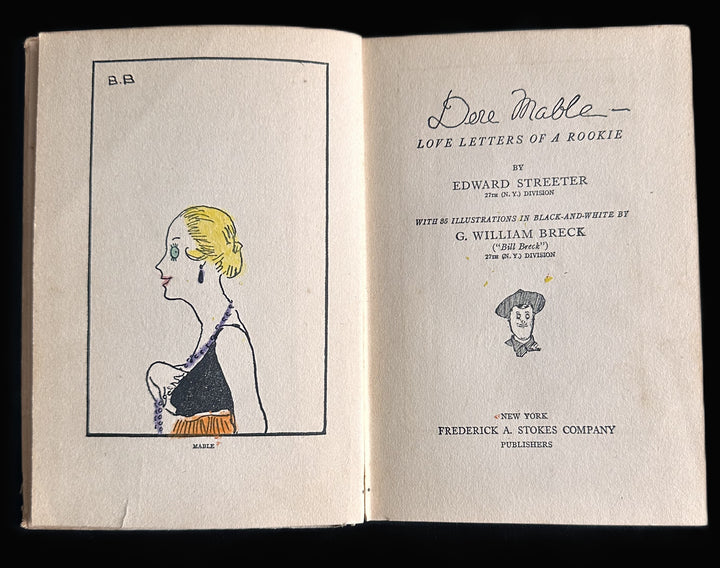 B.B
MABLE
Dere Mable—
LOVE LETTERS OF A ROOKIE
BY
EDWARD STREETER
27TH (N. Y.) DIVISION
WITH 35 ILLUSTRATIONS IN BLACK-AND-WHITE BY
G. WILLIAM BRECK
("Bill Breck")
27TH (N. Y.) DIVISION
NEW YORK
FREDERICK A. STOKES COMPANY
PUBLISHERS